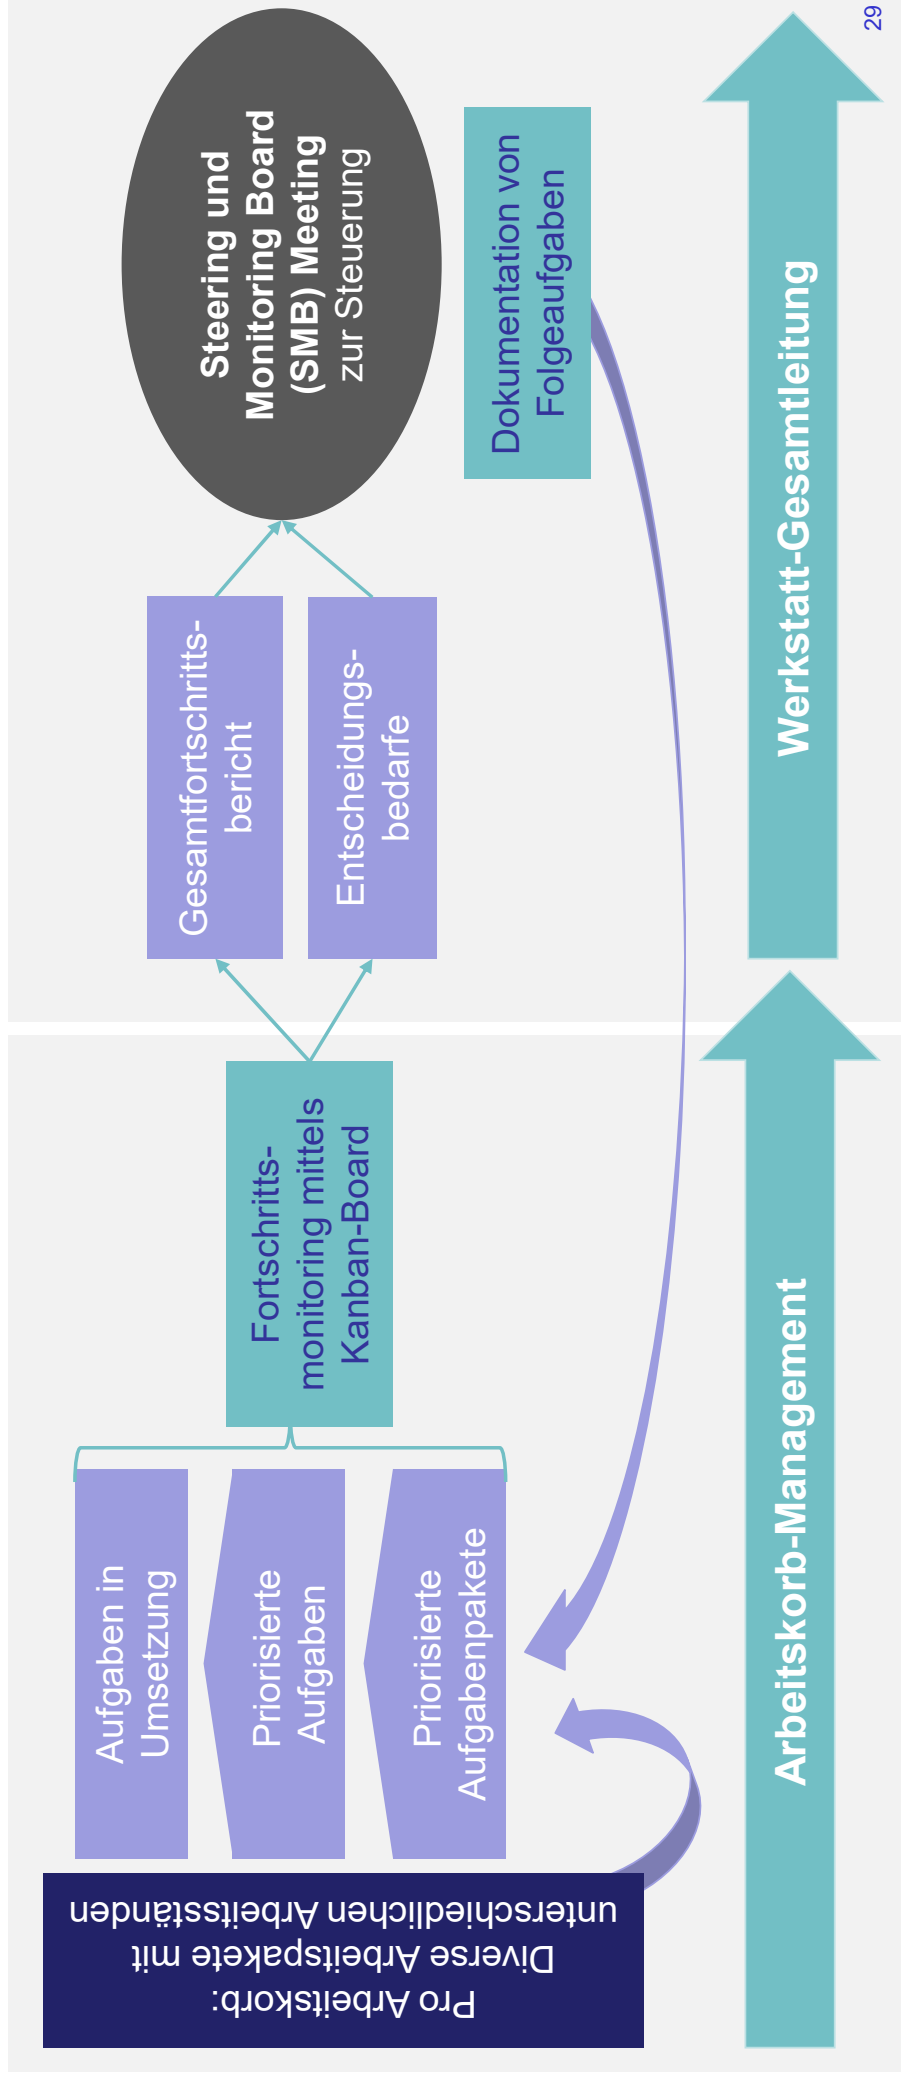 Pro Arbeitskorb:
Diverse Arbeitspakete mit
unterschiedlichen Arbeitsständen
Aufgaben in
Umsetzung
Priorisierte
Aufgaben
Priorisierte
Aufgabenpakete
Fortschritts-
monitoring mittels
Kanban-Board
Gesamtfortschritts-
bericht
Entscheidungs-
bedarfe
Steering und
Monitoring Board
(SMB) Meeting
zur Steuerung
Dokumentation von
Folgeaufgaben
Arbeitskorb-Management
Werkstatt-Gesamtleitung
29